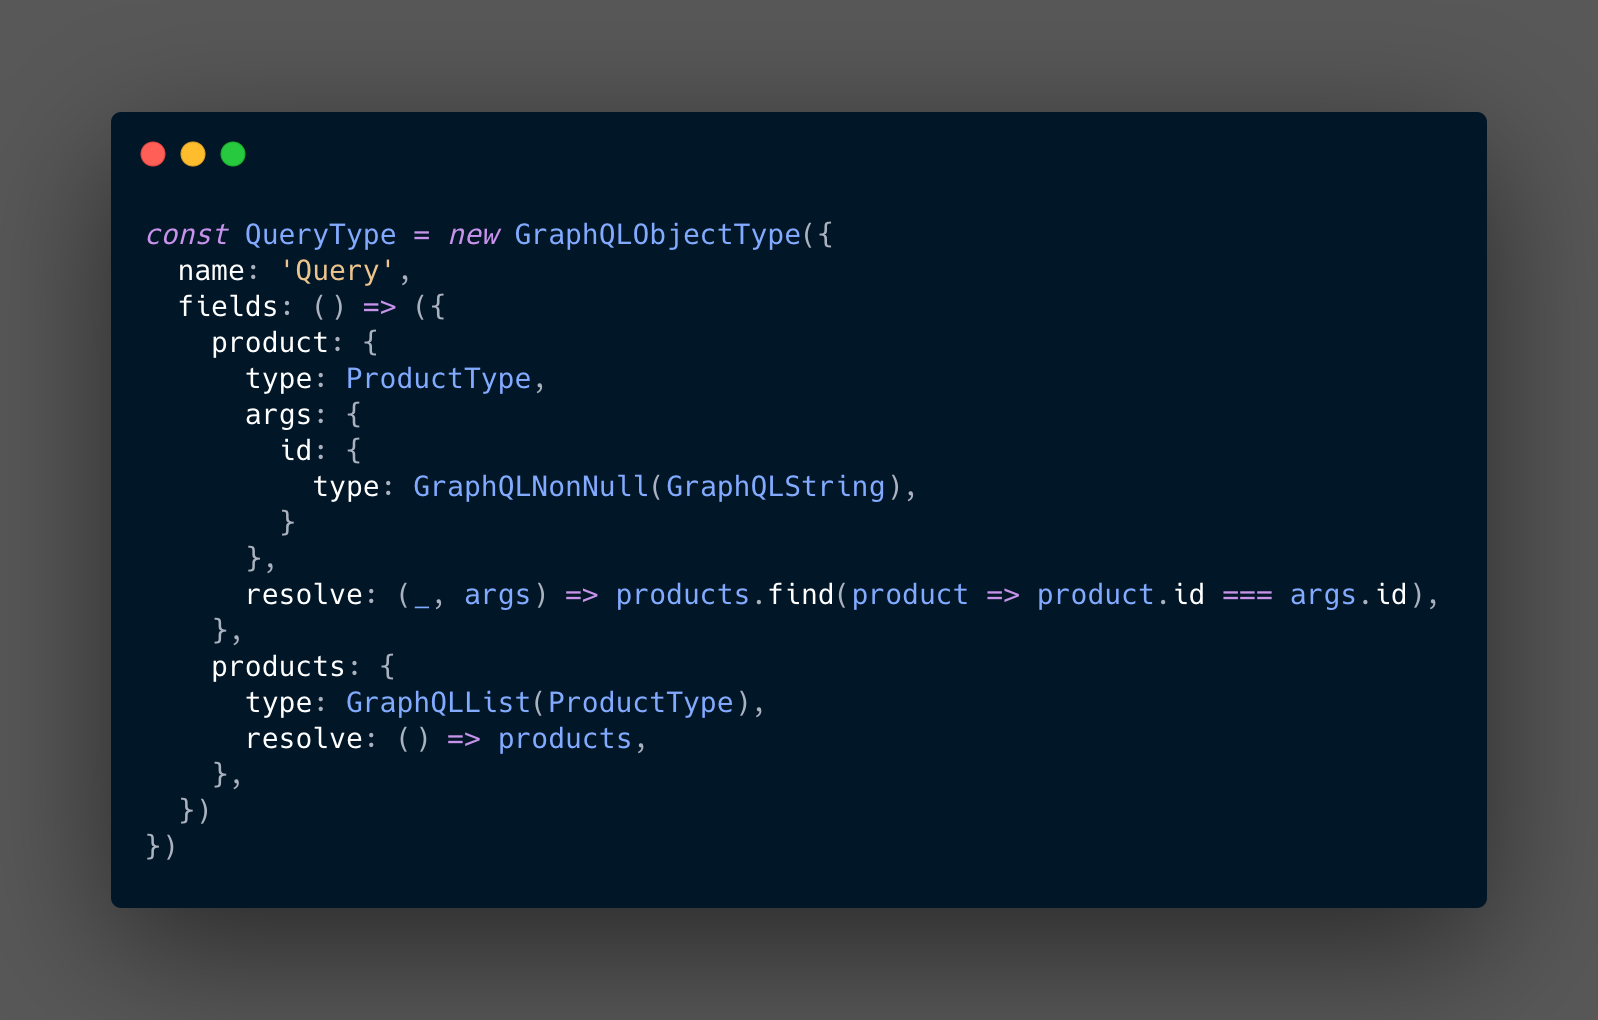 const QueryType = new GraphQLObjectType({
  name: 'Query',
  fields: () => ({
    product: {
      type: ProductType,
      args: {
        id: {
          type: GraphQLNonNull(GraphQLString),
        }
      },
      resolve: (_, args) => products.find(product => product.id === args.id),
    },
    products: {
      type: GraphQLList(ProductType),
      resolve: () => products,
    },
  })
})